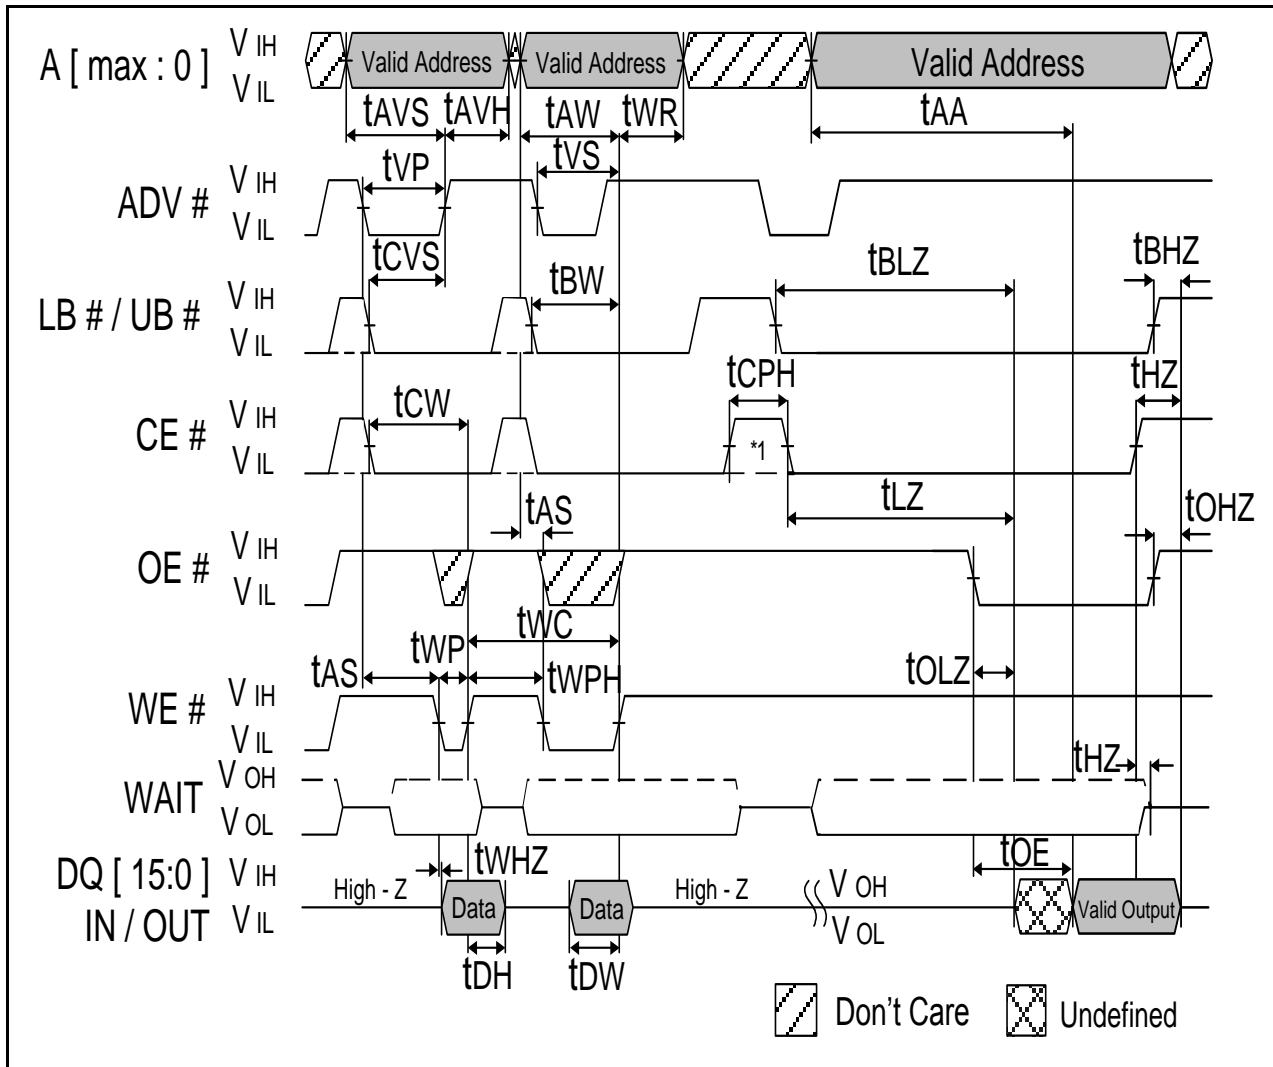 A [ max : 0 ] V IH V IL Valid Address Valid Address Valid Address
tAVS tAVH tAW tWR tAA
tVP tVS
ADV # V IH V IL
tCVS tBW tBLZ tBHZ
LB # / UB # V IH V IL
tCW tCPH tHZ
CE # V IH V IL *1
tAS tLZ tOHZ
OE # V IH V IL
tWC
tAS tWP tWPH tOLZ
WE # V IH V IL
tHZ
WAIT V OH V OL
tWHZ tOE
DQ [ 15:0 ] V IH High - Z High - Z V OH
IN / OUT V IL Data Data V OL Valid Output
tDH tDW
Don't Care Undefined